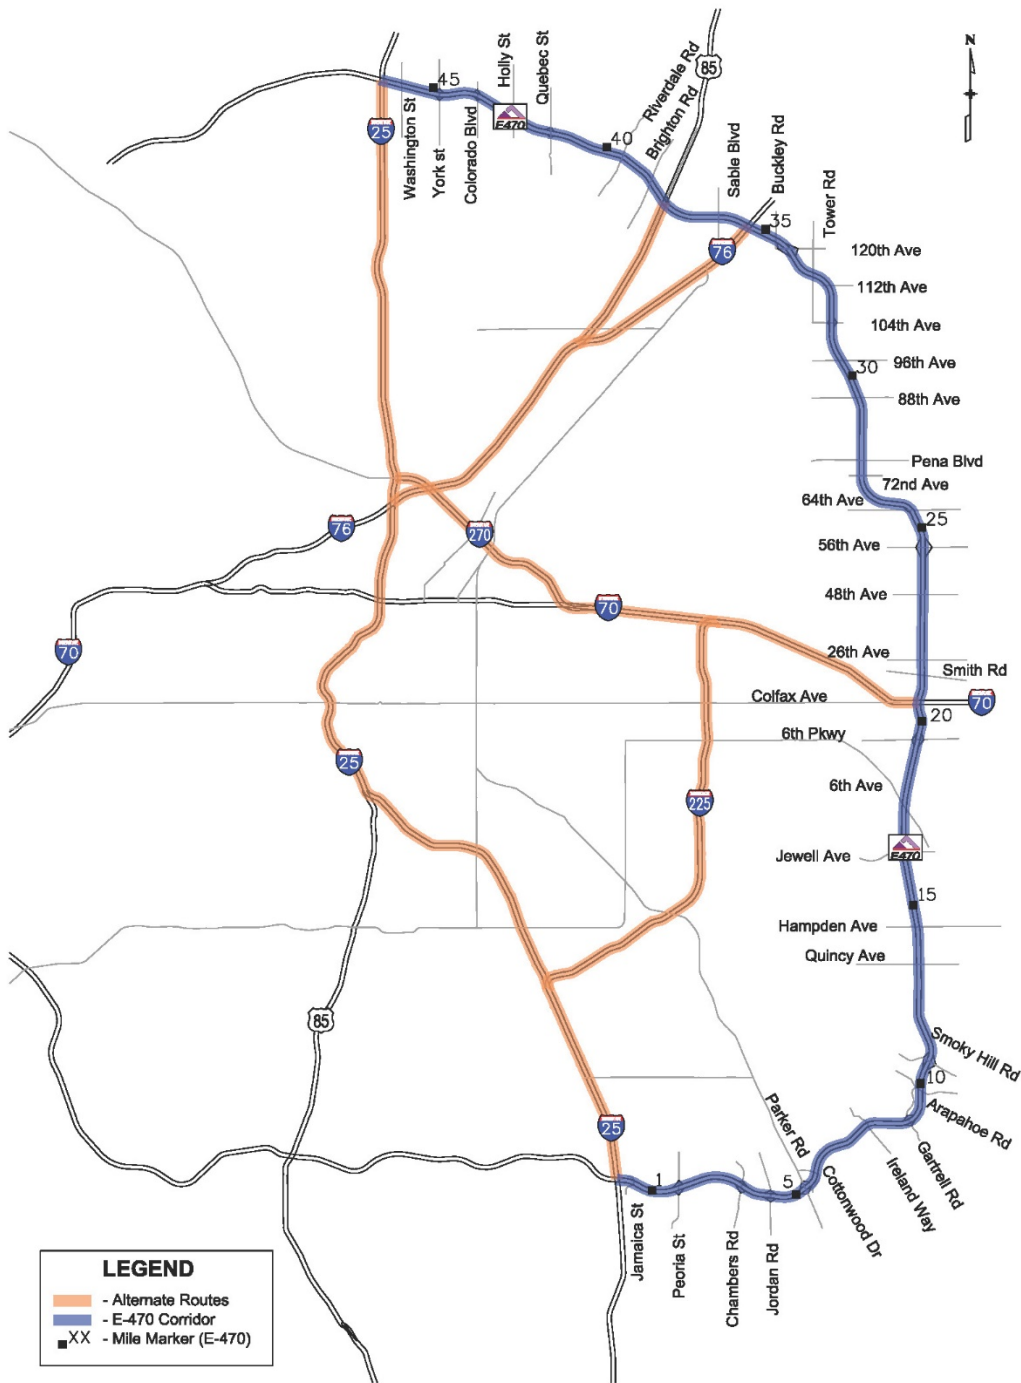 N
Washington St
York st
45
Colorado Blvd
Holly St
E470
Quebec St
40
Riverdale Rd
Brighton Rd
85
Sable Blvd
Buckley Rd
35
Tower Rd
25
76
120th Ave
112th Ave
104th Ave
96th Ave
30
88th Ave
Pena Blvd
72nd Ave
64th Ave
25
76
270
56th Ave
48th Ave
70
70
26th Ave
Smith Rd
Colfax Ave
70
20
6th Pkwy
25
225
6th Ave
Jewell Ave
E470
15
Hampden Ave
Quincy Ave
85
Smoky Hill Rd
10
Arapahoe Rd
Gartrell Rd
Ireland Way
Parker Rd
Cottonwood Dr
25
1
5
Jamaica St
Peoria St
Chambers Rd
Jordan Rd
LEGEND
- Alternate Routes
- E-470 Corridor
XX - Mile Marker (E-470)